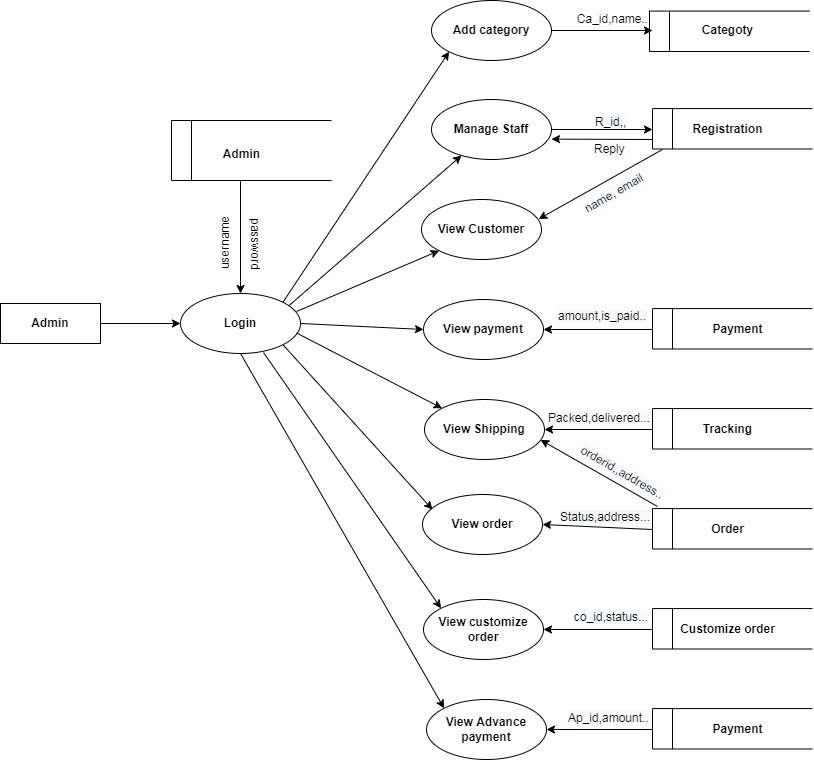 Add category
Ca_id,name..
Categoty
Admin
Manage Staff
R_id,,
Reply
Registration
username
password
View Customer
name, email
Admin
Login
View payment
amount,is_paid..
Payment
View Shipping
Packed,delivered...
Tracking
orderid,,address..
View order
Status,address...
Order
View customize
order
co_id,status...
Customize order
View Advance
payment
Ap_id,amount..
Payment